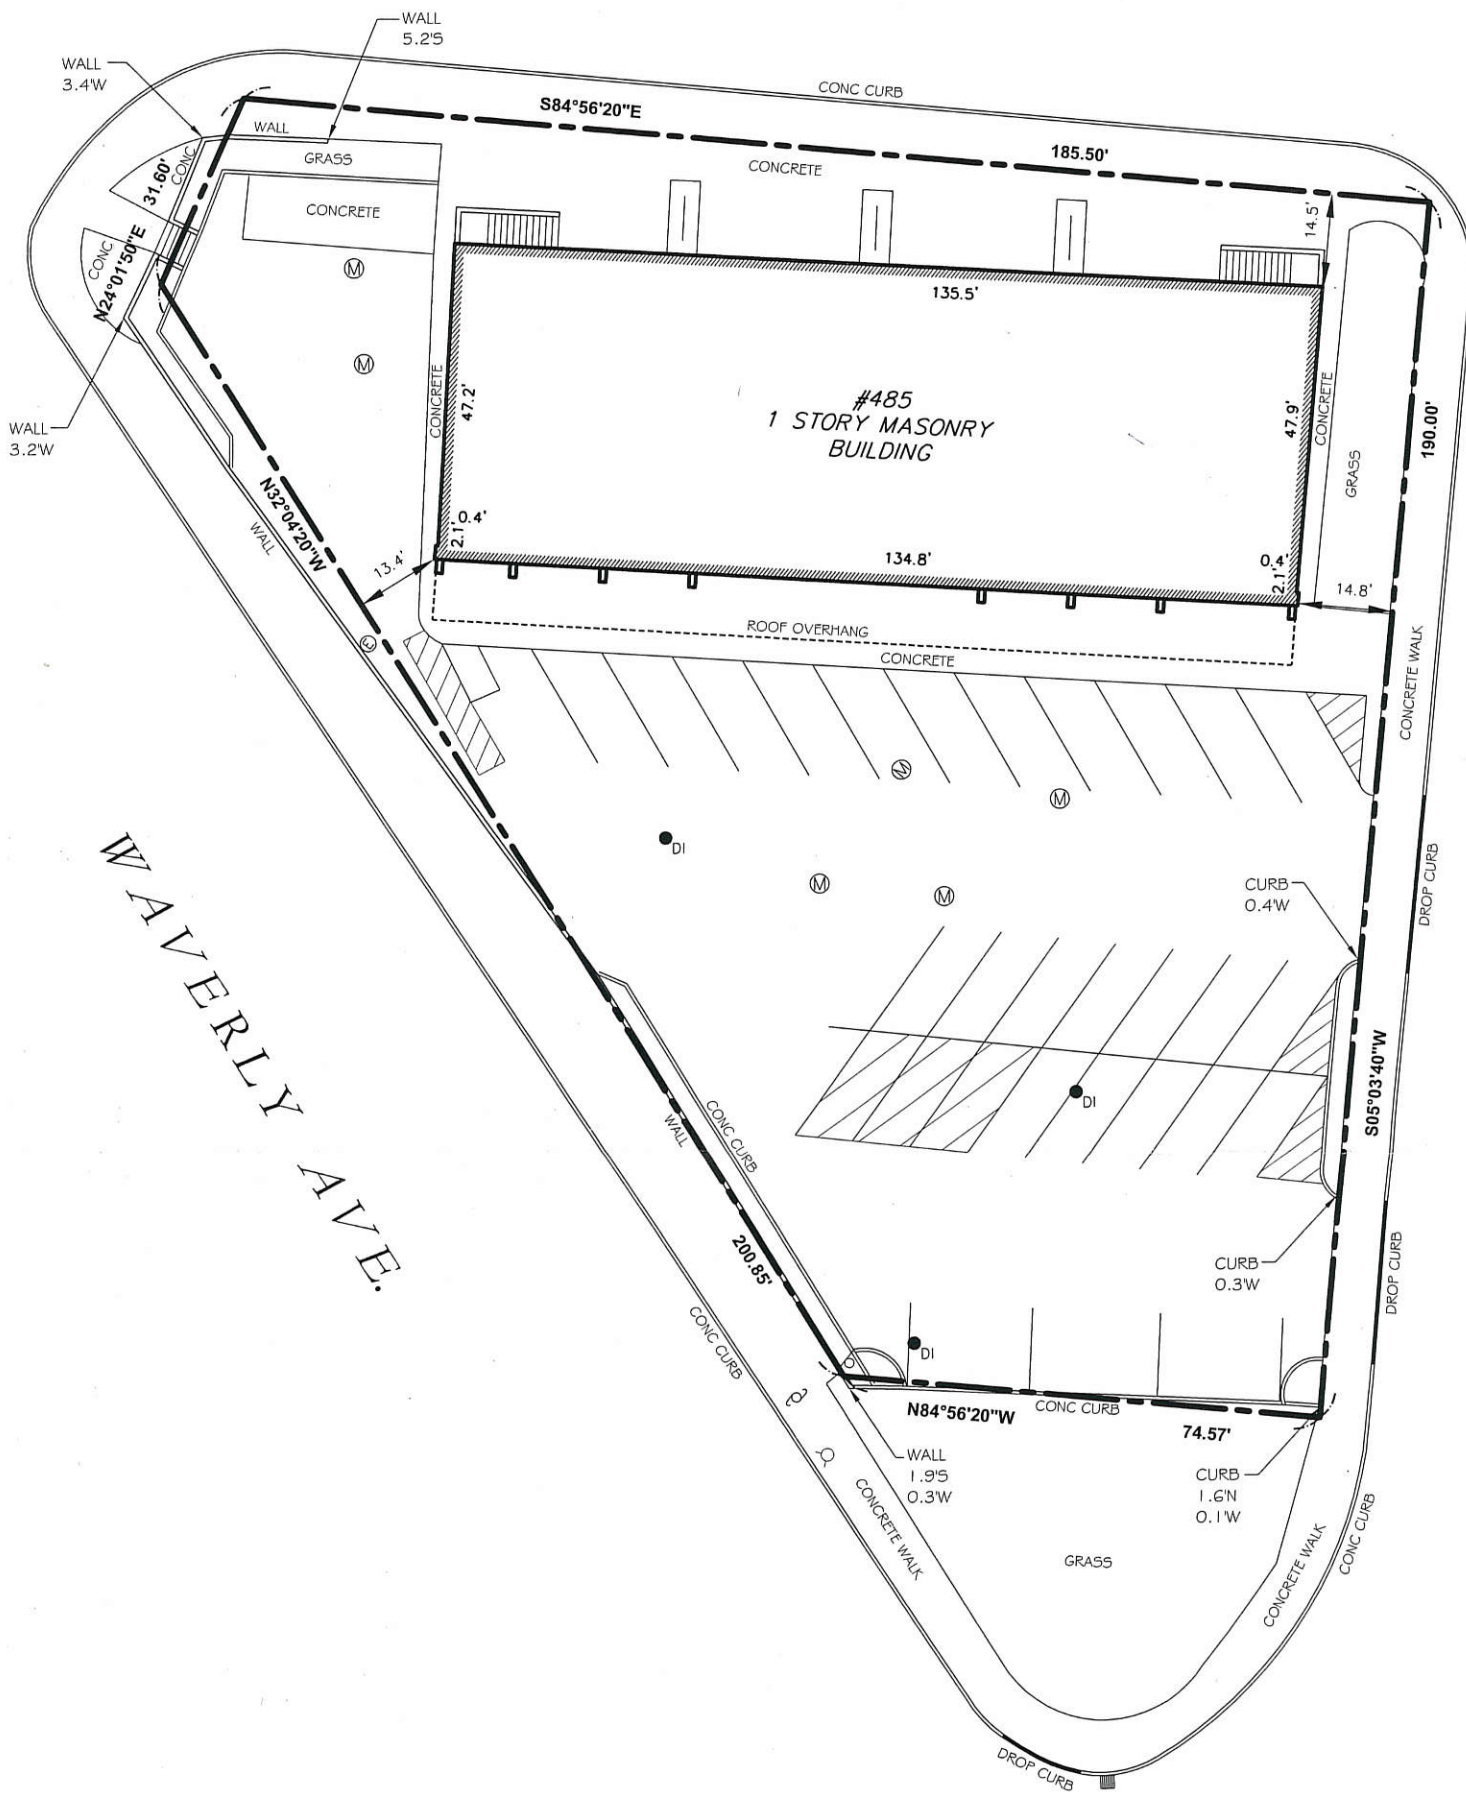 WALL
5.2'S
WALL
3.4'W
CONC CURB
S84°56'20"E
WALL
185.50'
GRASS
CONC
CONCRETE
31.60'
CONCRETE
14.5'
N24°01'50"E
CONC
M
135.5'
M
CONCRETE
47.2'
#485
1 STORY MASONRY
BUILDING
47.9'
CONCRETE
190.00'
WALL
3.2'W
GRASS
N32°04'20"W
WALL
2.1'
0.4'
13.4'
134.8'
0.4'
2.1'
14.8'
ROOF OVERHANG
CONCRETE
CONCRETE WALK
M
M
DI
M
M
CURB
0.4'W
DROP CURB
WAVERLY AVE.
S05°03'40"W
DI
CONC CURB
WALL
200.85'
CURB
0.3'W
DROP CURB
CONC CURB
DI
N84°56'20"W
CONC CURB
74.57'
WALL
1.9'S
0.3'W
CURB
1.6'N
0.1'W
CONCRETE WALK
GRASS
CONCRETE WALK
CONC CURB
DROP CURB